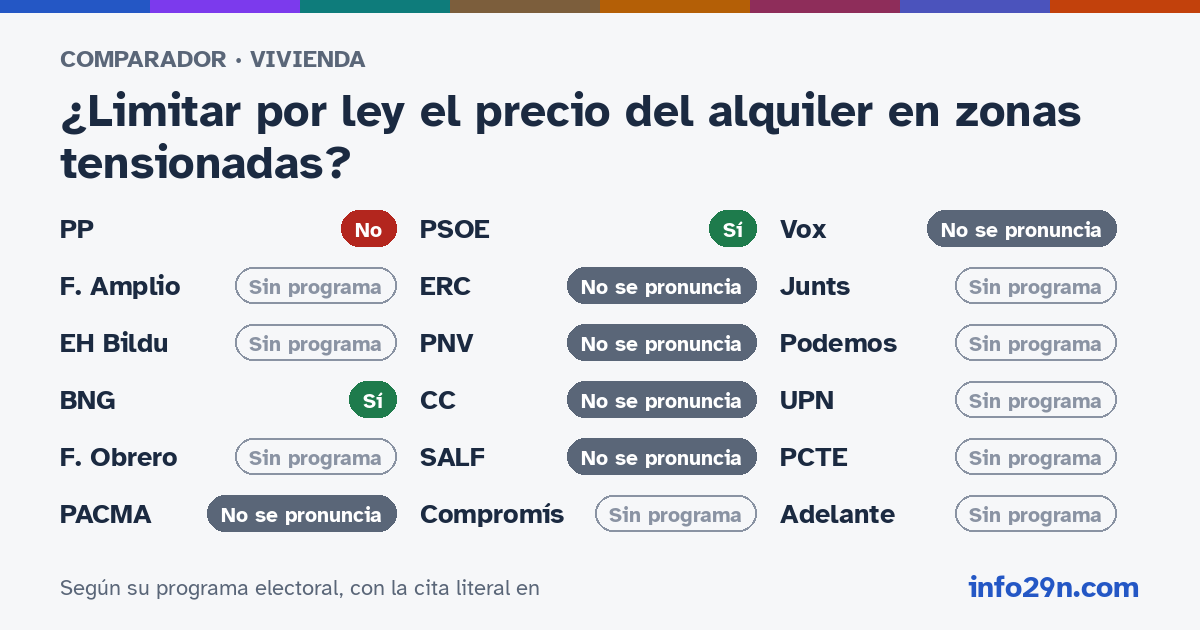 COMPARADOR · VIVIENDA
¿Limitar por ley el precio del alquiler en zonas
tensionadas?
PP No PSOE Sí Vox No se pronuncia
F. Amplio Sin programa ERC No se pronuncia Junts Sin programa
EH Bildu Sin programa PNV No se pronuncia Podemos Sin programa
BNG Sí CC No se pronuncia UPN Sin programa
F. Obrero Sin programa SALF No se pronuncia PCTE Sin programa
PACMA No se pronuncia Compromís Sin programa Adelante Sin programa
Según su programa electoral, con la cita literal en info29n.com